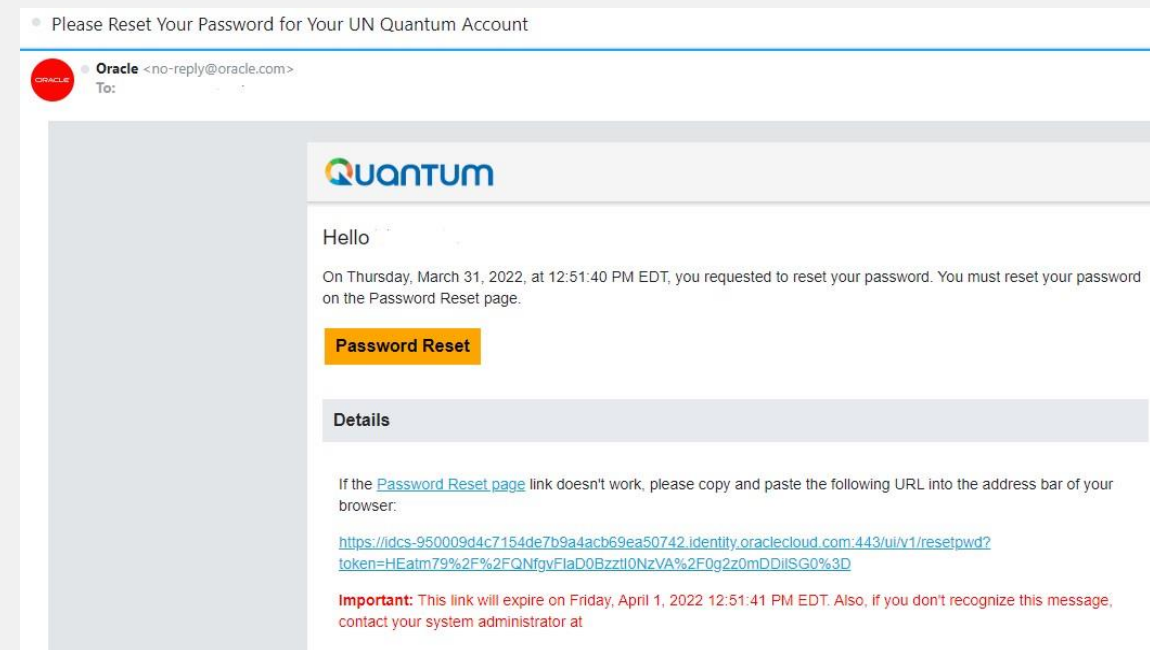 Please Reset Your Password for Your UN Quantum Account
ORACLE
Oracle <no-reply@oracle.com>
To:
Quantum
Hello
On Thursday, March 31, 2022, at 12:51:40 PM EDT, you requested to reset your password. You must reset your password
on the Password Reset page.
Password Reset
Details
If the Password Reset page link doesn't work, please copy and paste the following URL into the address bar of your
browser:
https://idcs-950009d4c7154de7b9a4acb69ea50742.identity.oraclecloud.com:443/ui/v1/resetpwd?
token=HEatm79%2F%2FQNfgvFlaD0BzztI0NzVA%2F0g2z0mDDilSG0%3D
Important: This link will expire on Friday, April 1, 2022 12:51:41 PM EDT. Also, if you don't recognize this message,
contact your system administrator at